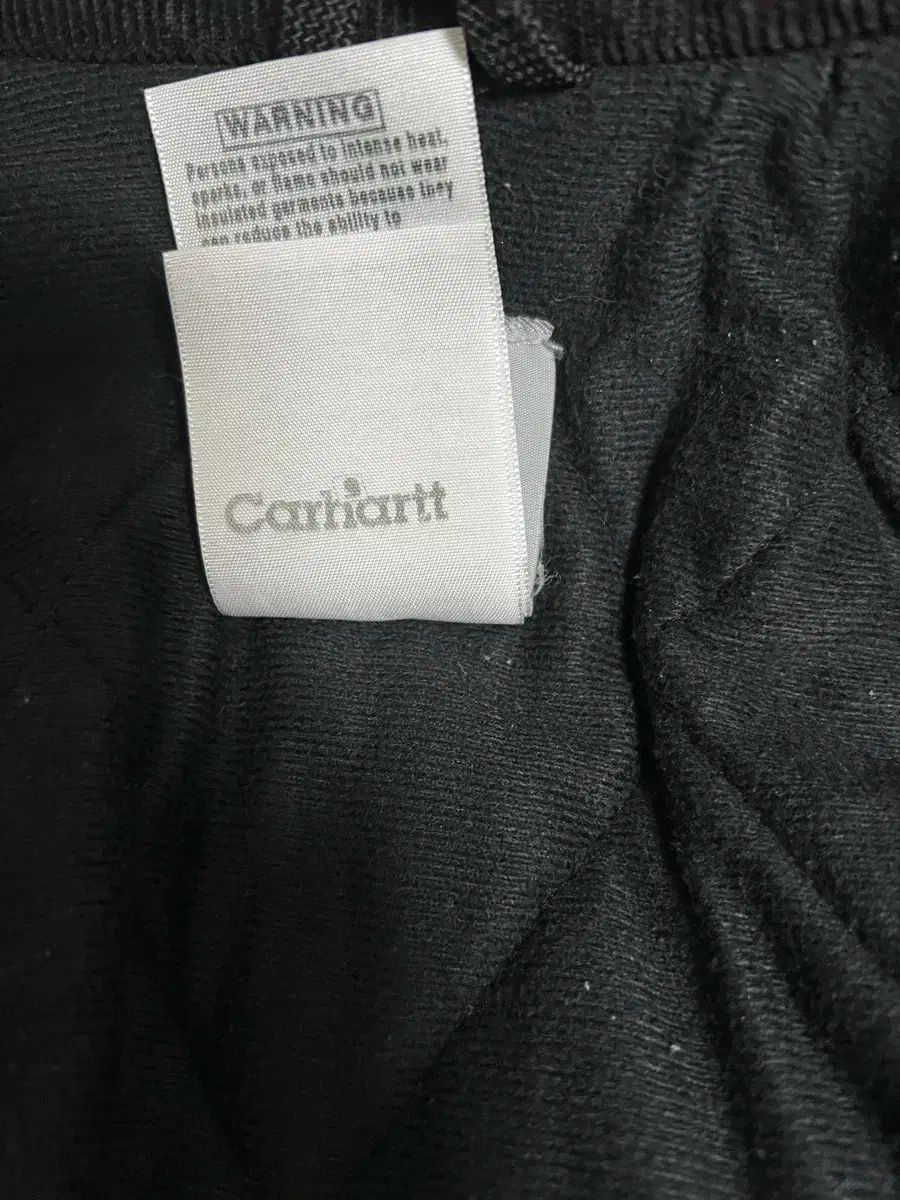 WARNING
Persons exposed to intense heat,
sparks, or flame should not wear
insulated garments because they
can reduce the ability to
Carhartt